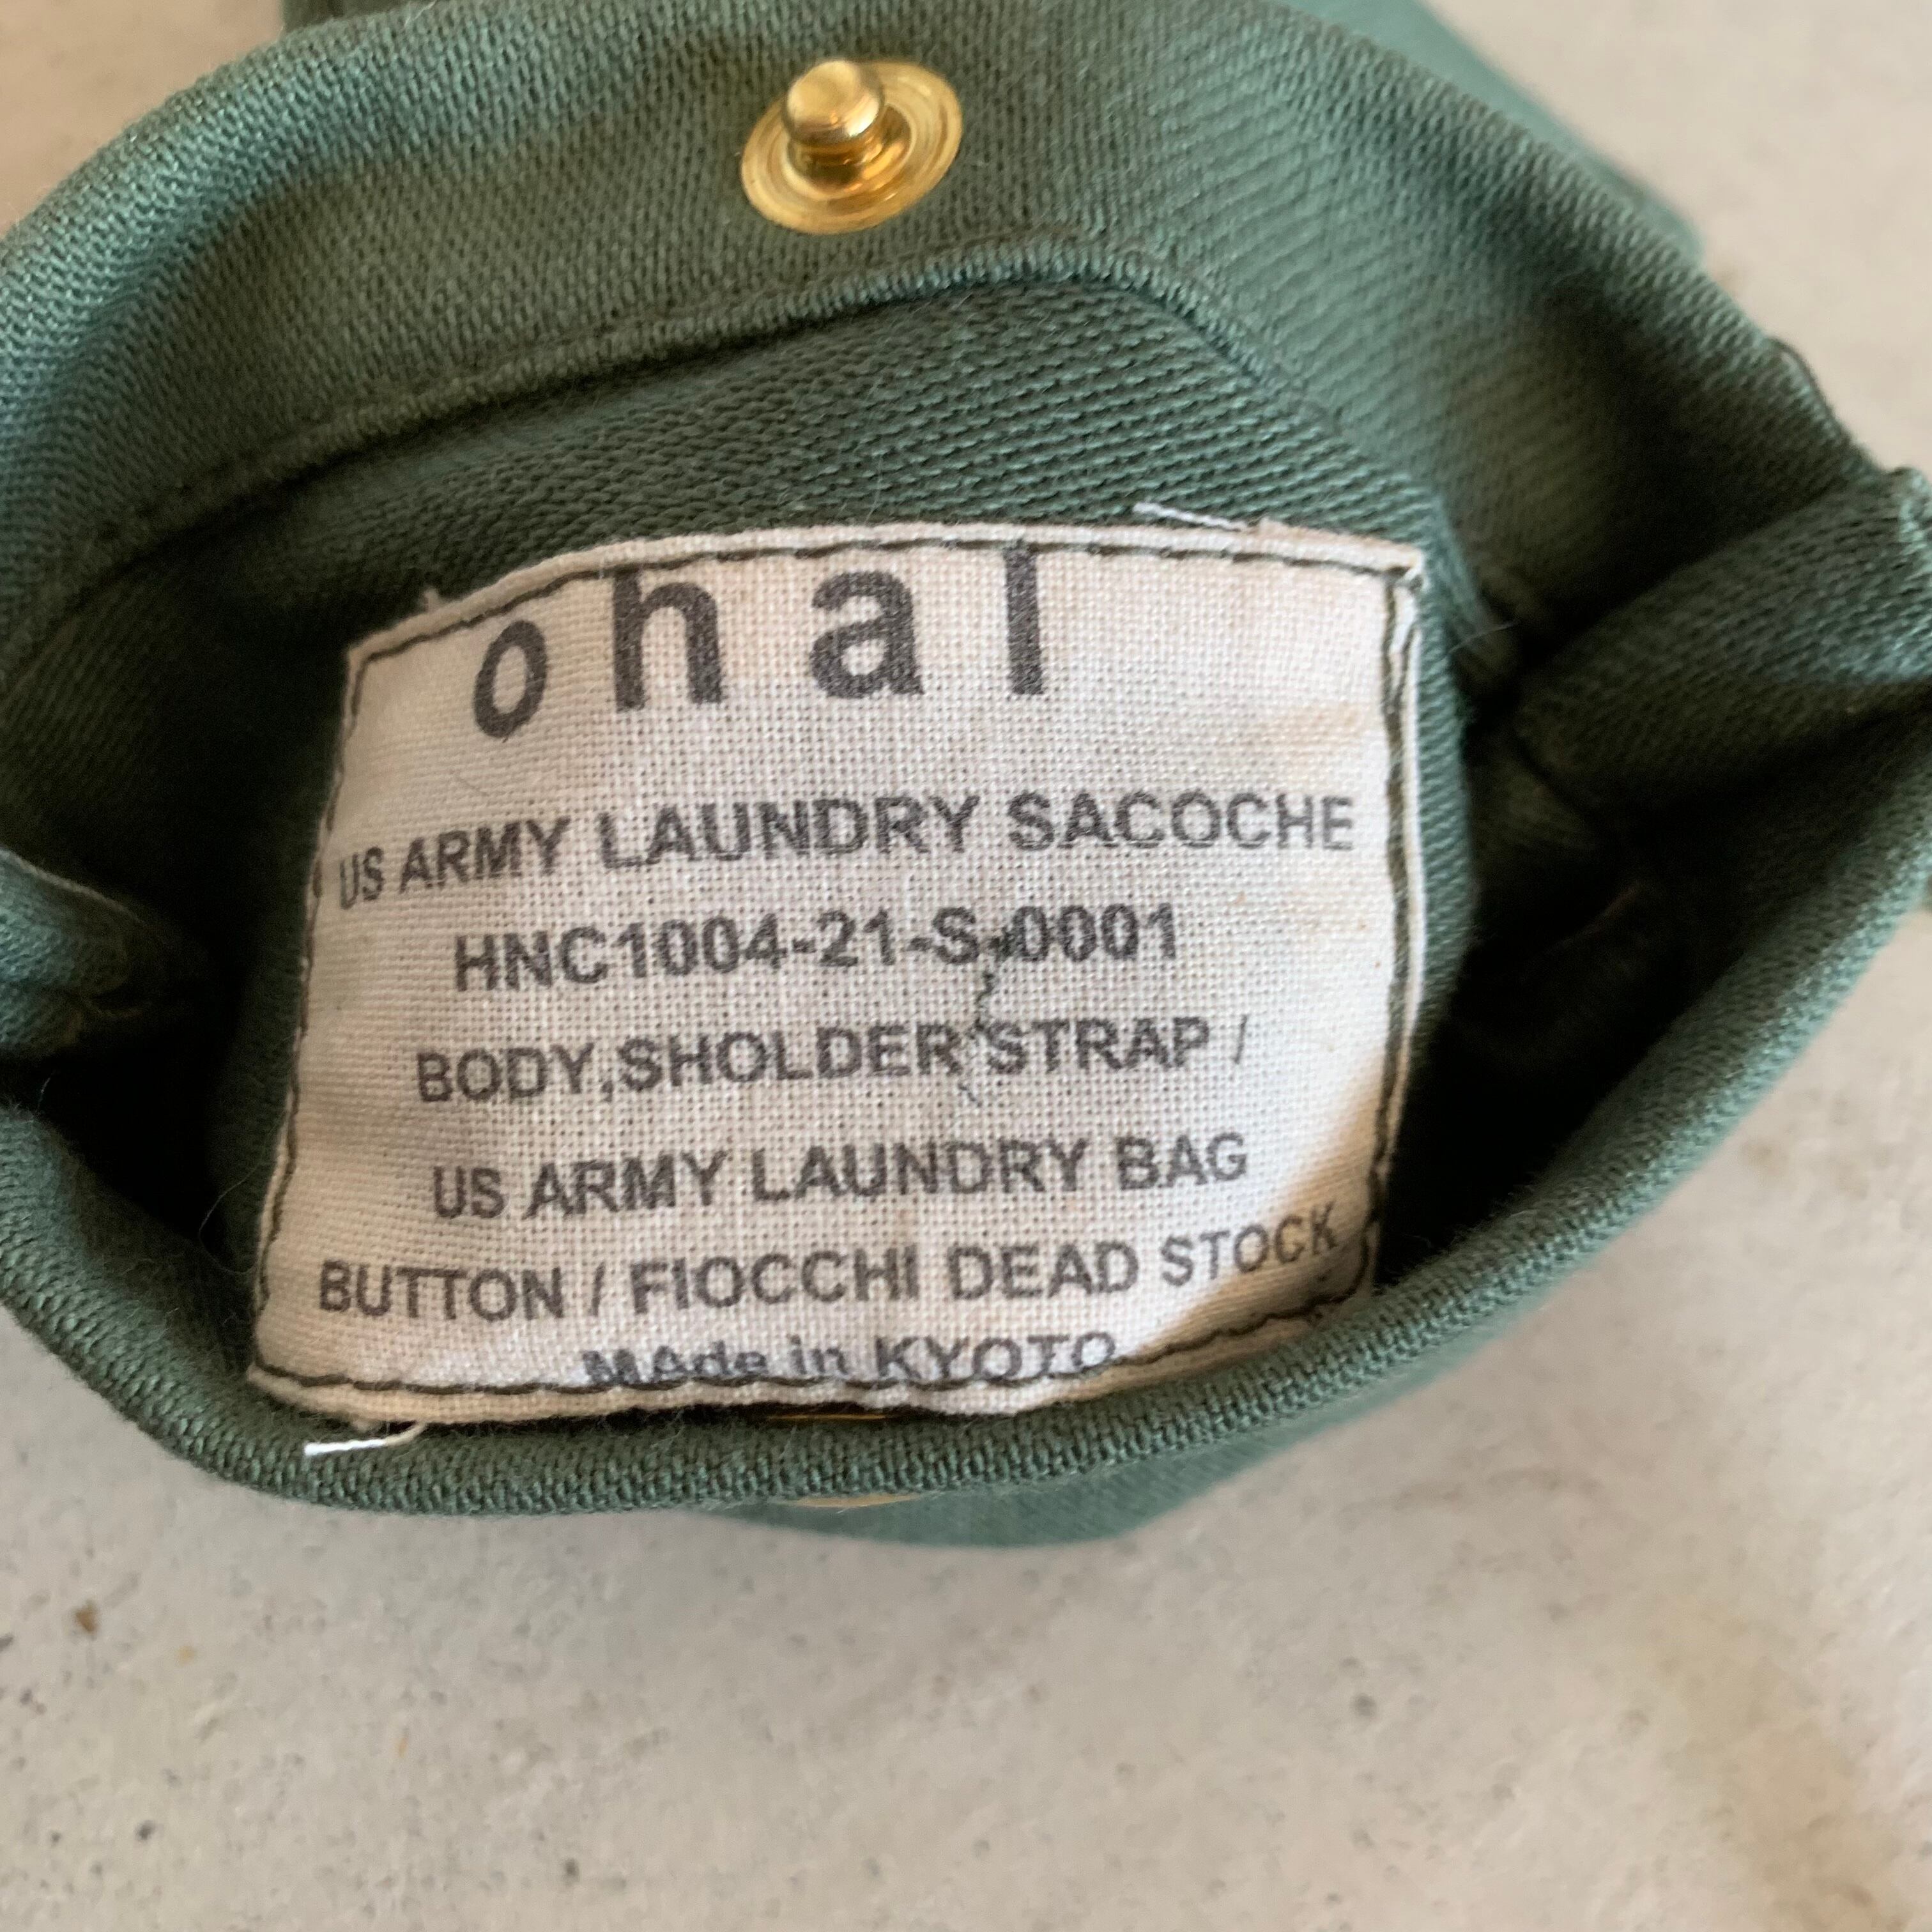 ohal
US ARMY LAUNDRY SACOCHE
HNC1004-21-S-0001
BODY,SHOLDER STRAP /
US ARMY LAUNDRY BAG
BUTTON / FIOCCHI DEAD STOCK
MAde in KYOTO